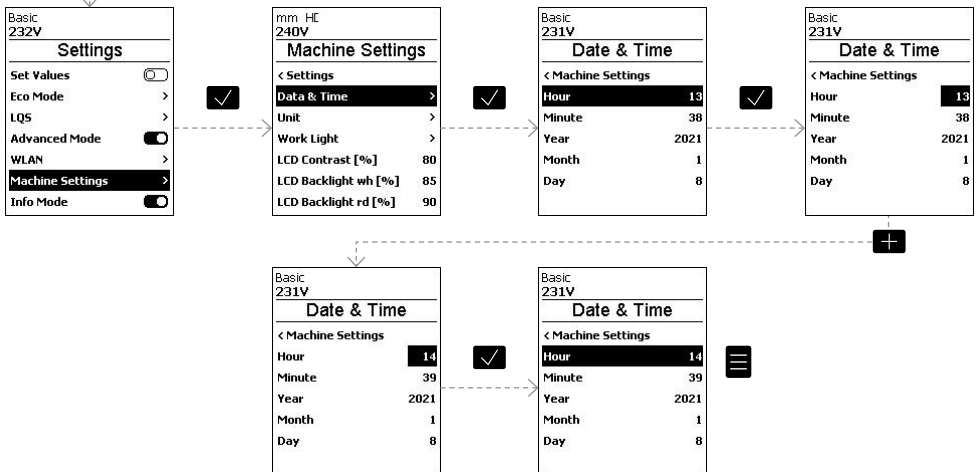 Basic
232V
Settings
Set Values
Eco Mode >
LQS >
Advanced Mode
WLAN >
Machine Settings >
Info Mode
mm HD
240V
Machine Settings
< Settings
Data & Time >
Unit >
Work Light >
LCD Contrast [%] 80
LCD Backlight wh [%] 85
LCD Backlight rd [%] 90
Basic
231V
Date & Time
< Machine Settings
Hour 13
Minute 38
Year 2021
Month 1
Day 8
Basic
231V
Date & Time
< Machine Settings
Hour 13
Minute 38
Year 2021
Month 1
Day 8
Basic
231V
Date & Time
< Machine Settings
Hour 14
Minute 39
Year 2021
Month 1
Day 8
Basic
231V
Date & Time
< Machine Settings
Hour 14
Minute 39
Year 2021
Month 1
Day 8